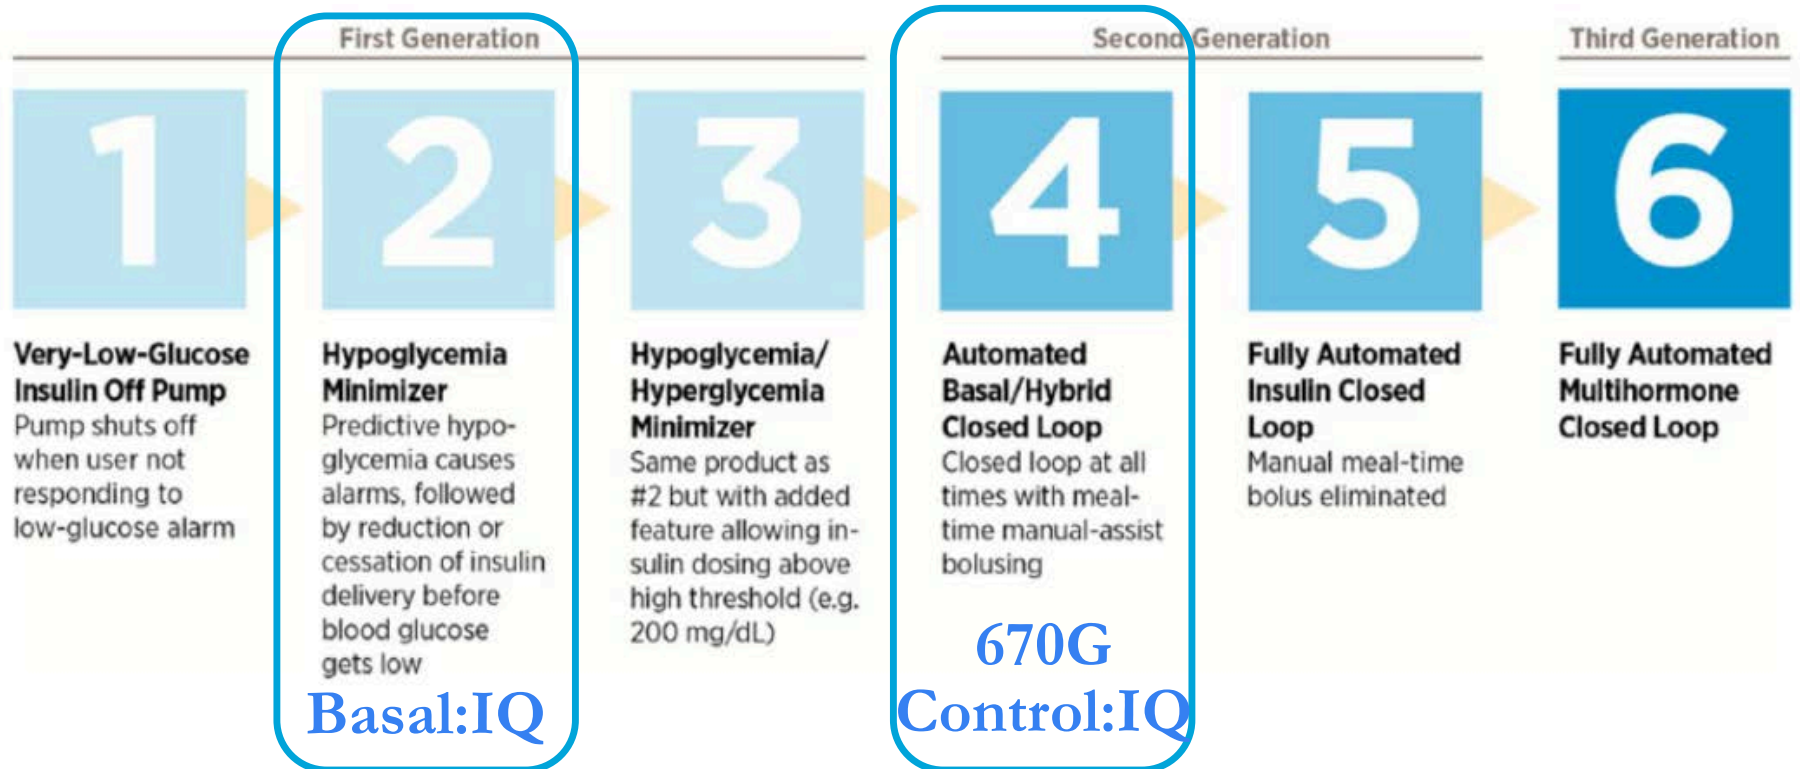 First Generation
Second Generation
Third Generation
1
2
3
4
5
6
Very-Low-Glucose
Insulin Off Pump
Pump shuts off
when user not
responding to
low-glucose alarm
Hypoglycemia
Minimizer
Predictive hypo-
glycemia causes
alarms, followed
by reduction or
cessation of insulin
delivery before
blood glucose
gets low
Basal:IQ
Hypoglycemia/
Hyperglycemia
Minimizer
Same product as
#2 but with added
feature allowing in-
sulin dosing above
high threshold (e.g.
200 mg/dL)
Automated
Basal/Hybrid
Closed Loop
Closed loop at all
times with meal-
time manual-assist
bolusing
670G
Control:IQ
Fully Automated
Insulin Closed
Loop
Manual meal-time
bolus eliminated
Fully Automated
Multihormone
Closed Loop